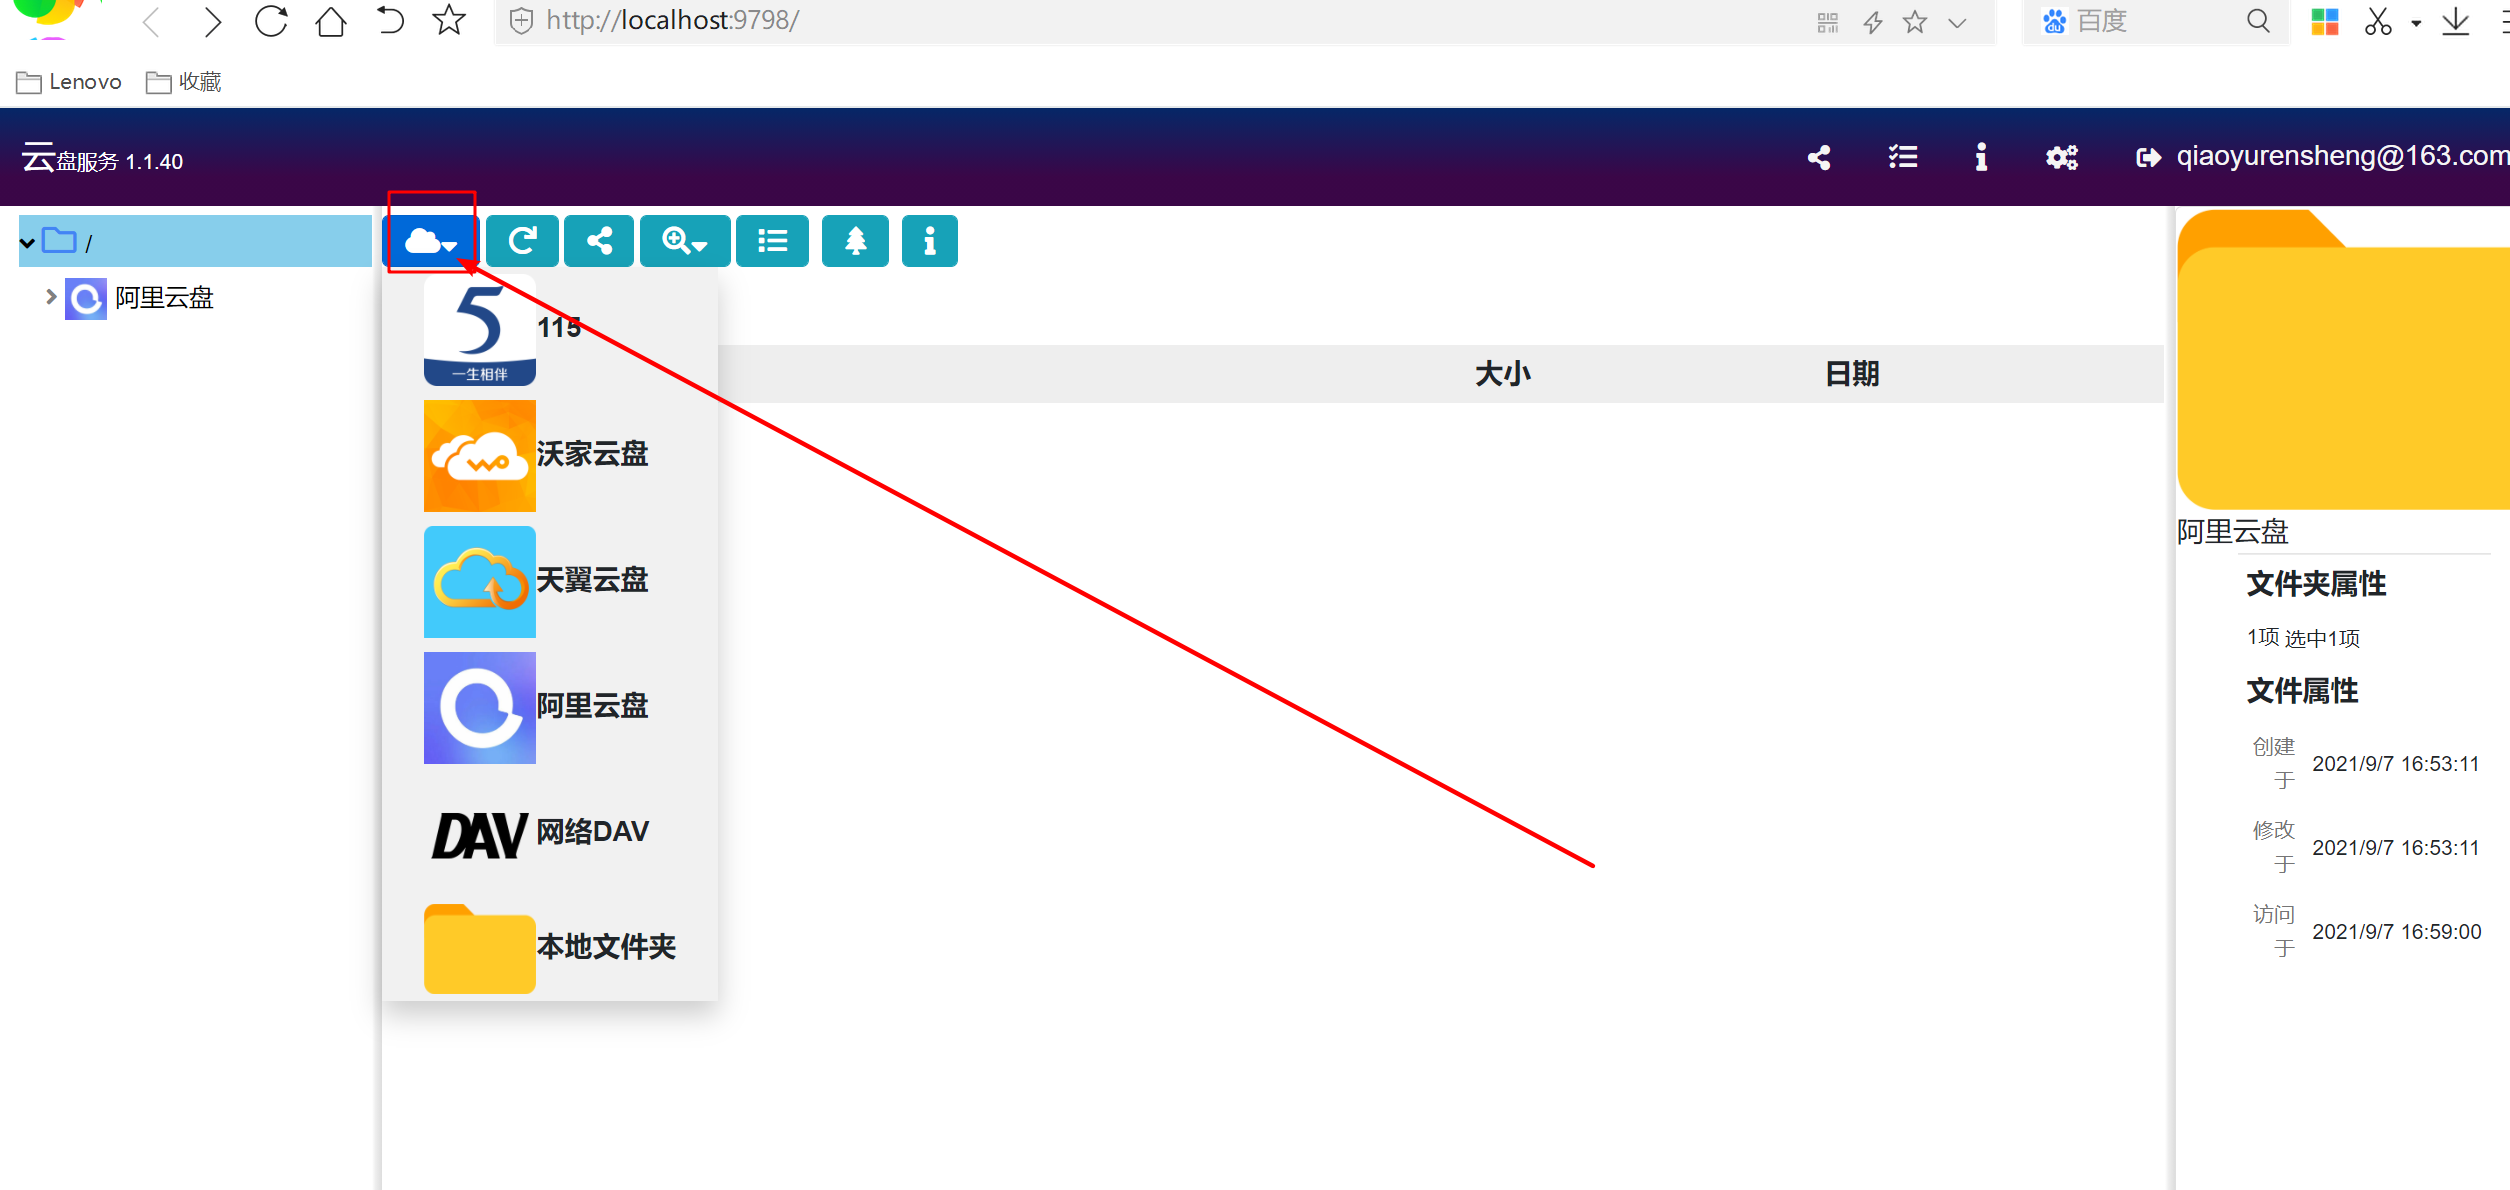 http://localhost:9798/
百度
Lenovo
收藏
云盘服务 1.1.40
qiaoyurensheng@163.com
/
阿里云盘
5
一生相伴
115
沃家云盘
天翼云盘
阿里云盘
DAV
网络DAV
本地文件夹
大小
日期
阿里云盘
文件夹属性
1项 选中1项
文件属性
创建于
2021/9/7 16:53:11
修改于
2021/9/7 16:53:11
访问于
2021/9/7 16:59:00